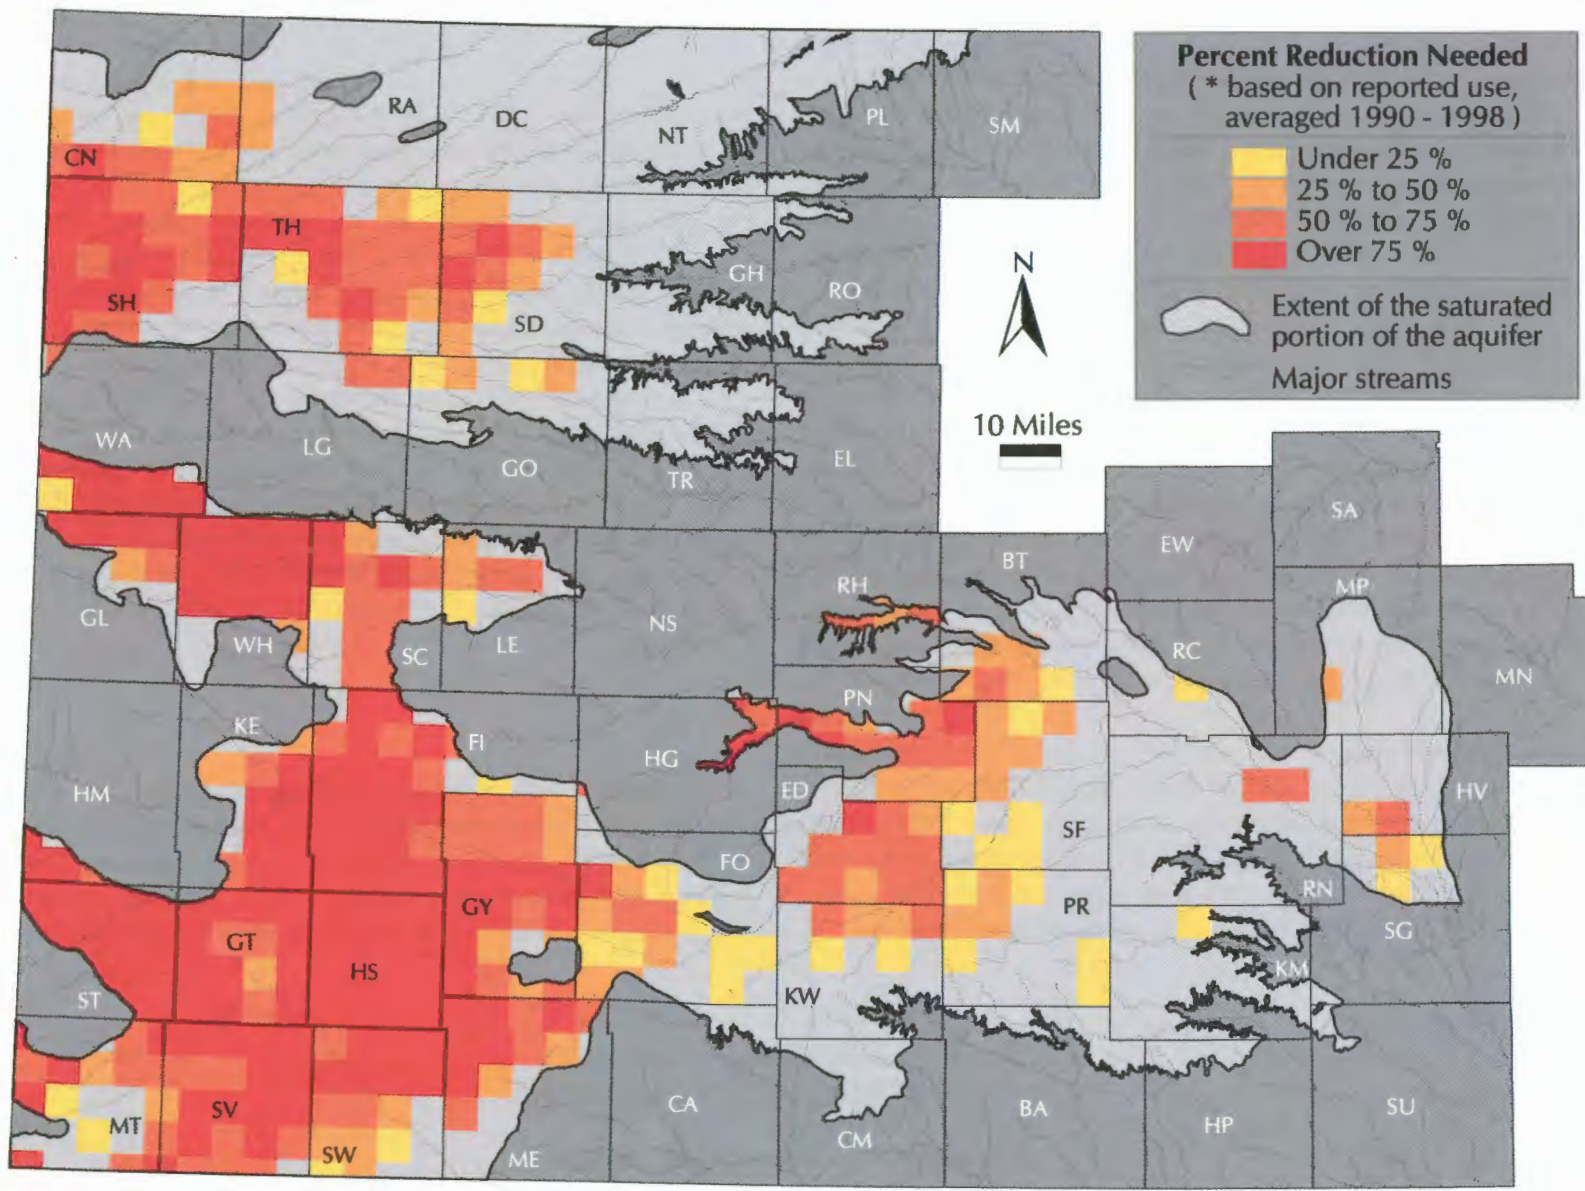 Percent Reduction Needed
( * based on reported use,
averaged 1990 - 1998 )
Under 25 %
25 % to 50 %
50 % to 75 %
Over 75 %
Extent of the saturated
portion of the aquifer
Major streams
N
10 Miles
RA
DC
NT
PL
SM
CN
TH
SH
SD
GH
RO
WA
LG
GO
TR
EL
SA
EW
BT
RH
MP
GL
WH
SC
LE
NS
RC
MN
PN
KE
FI
HG
HM
ED
HV
SF
FO
RN
GY
PR
GT
SG
HS
KM
ST
KW
MT
SV
CA
BA
SU
HP
CM
SW
ME